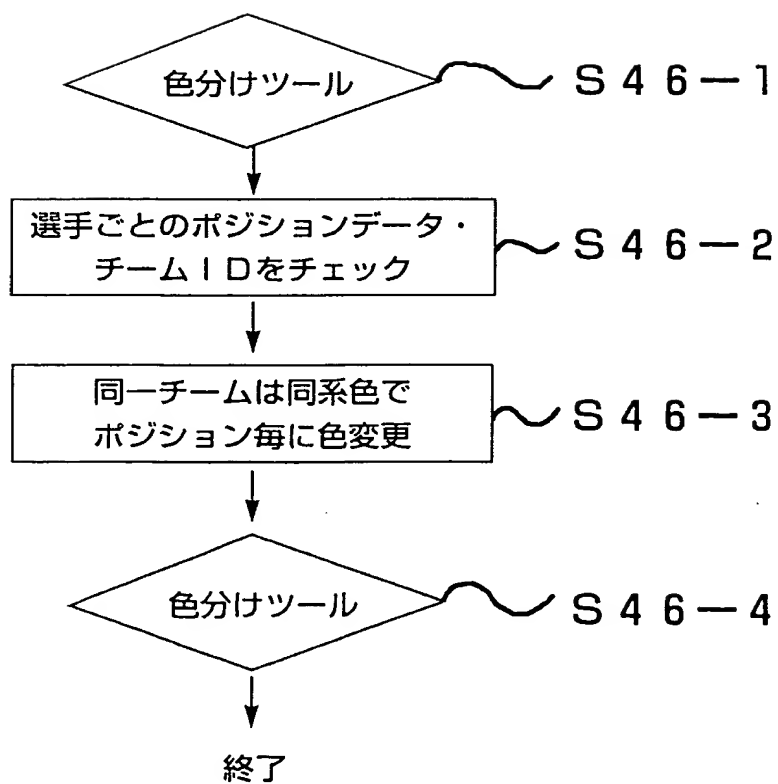 色分けツール
S46-1
選手ごとのポジションデータ・
チームIDをチェック
S46-2
同一チームは同系色で
ポジション毎に色変更
S46-3
色分けツール
S46-4
終了